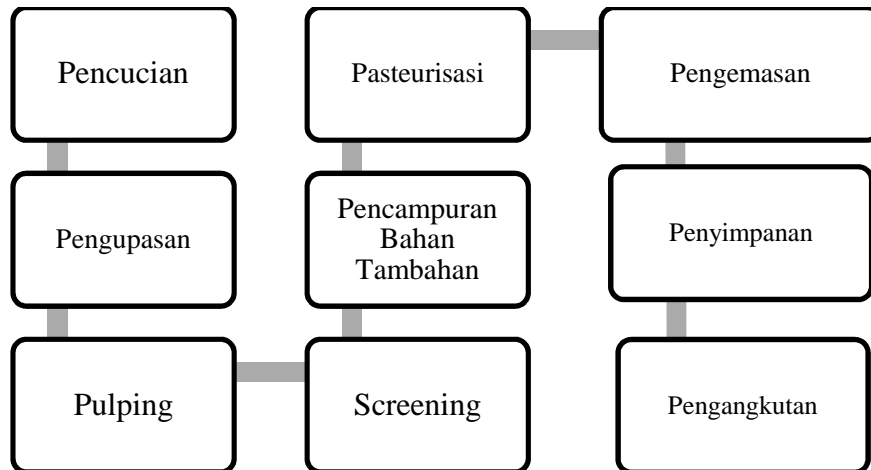 Pencucian
Pengupasan
Pulping
Screening
Pencampuran
Bahan
Tambahan
Pasteurisasi
Pengemasan
Penyimpanan
Pengangkutan